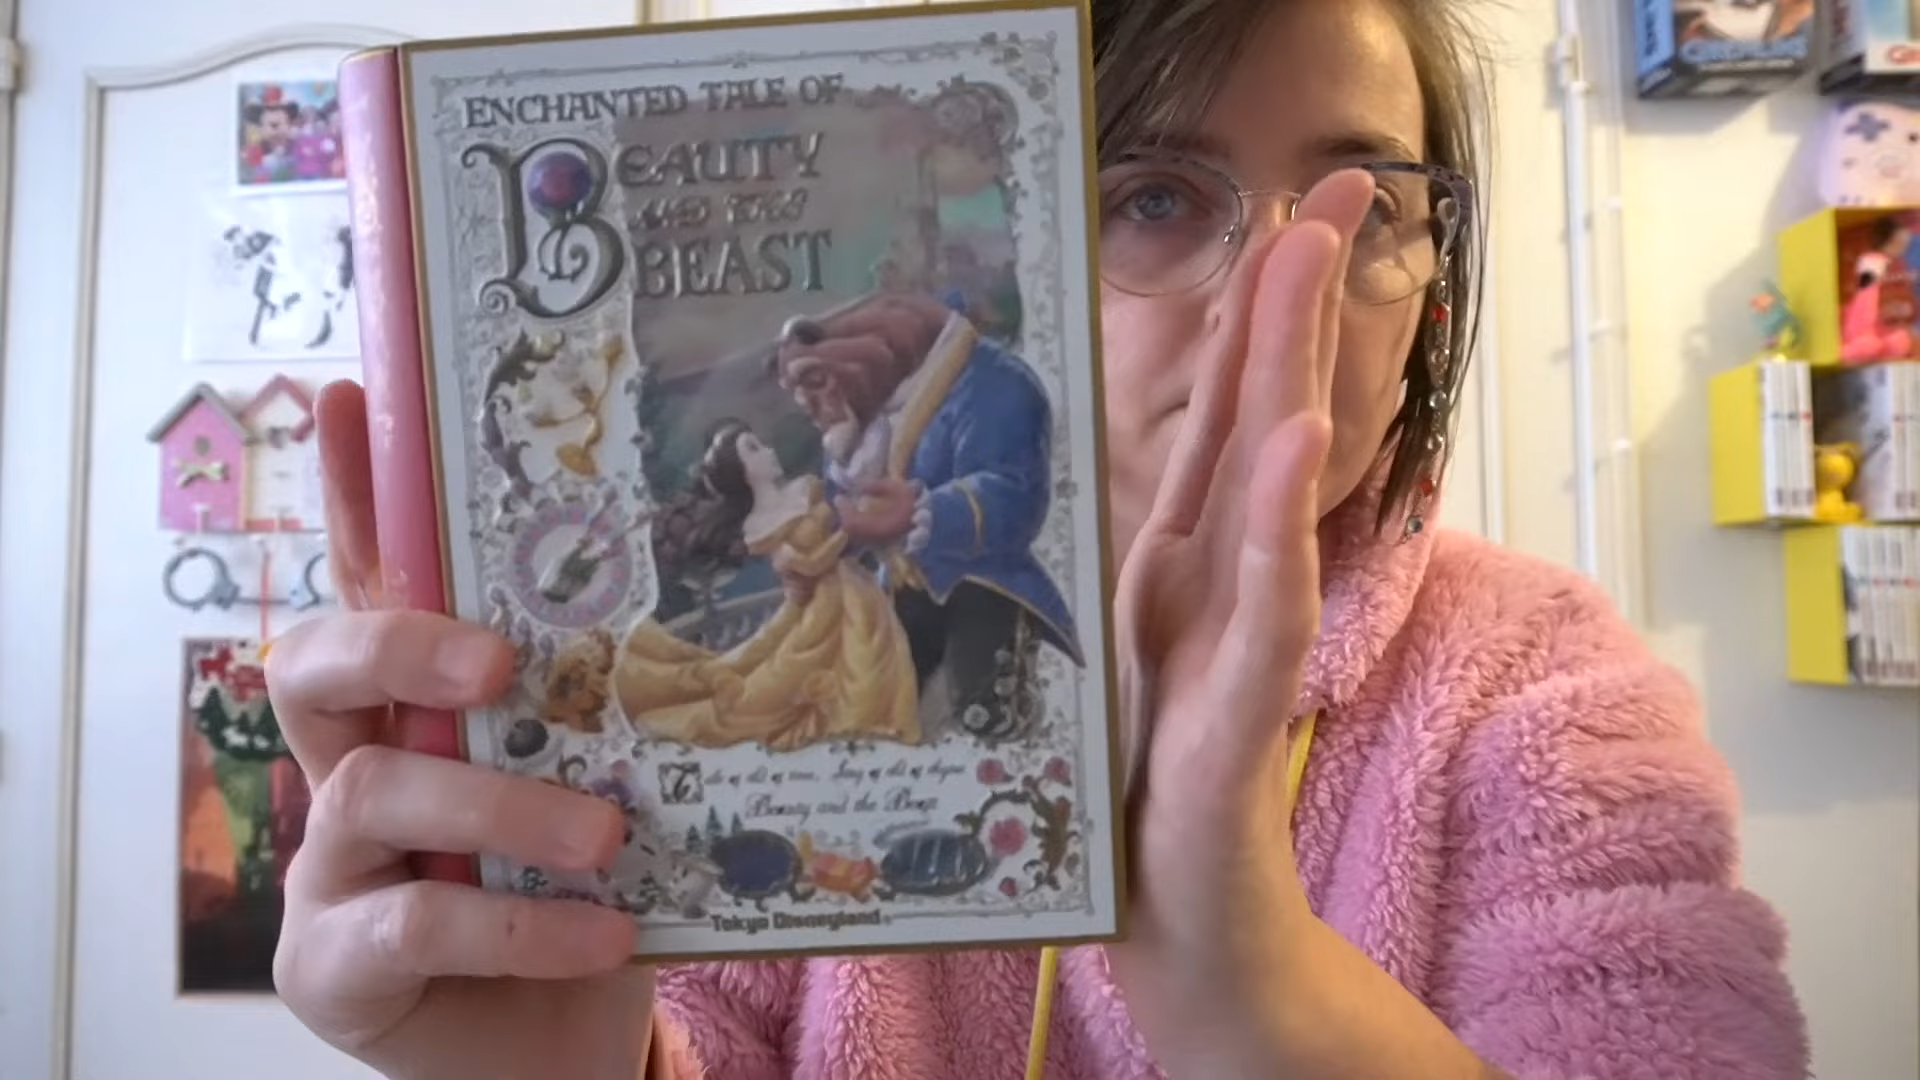 ENCHANTED TALE OF
BEAUTY
AND THE
BEAST
Tale as old as time, Song as old as rhyme
Beauty and the Beast
Tokyo Disneyland
GREMLINS